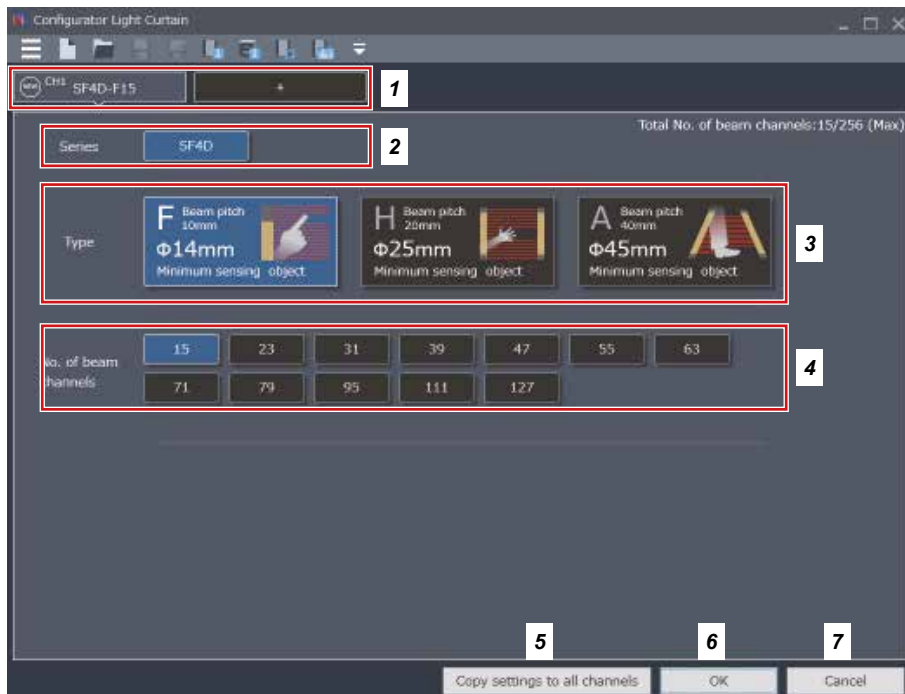 Configurator Light Curtain
NEW CH1 SF4D-F15 +
1
Total No. of beam channels:15/256 (Max)
Series SF4D
2
Type
F Beam pitch 10mm
Φ14mm
Minimum sensing object
H Beam pitch 20mm
Φ25mm
Minimum sensing object
A Beam pitch 40mm
Φ45mm
Minimum sensing object
3
No. of beam channels
15 23 31 39 47 55 63
71 79 95 111 127
4
5 6 7
Copy settings to all channels OK Cancel